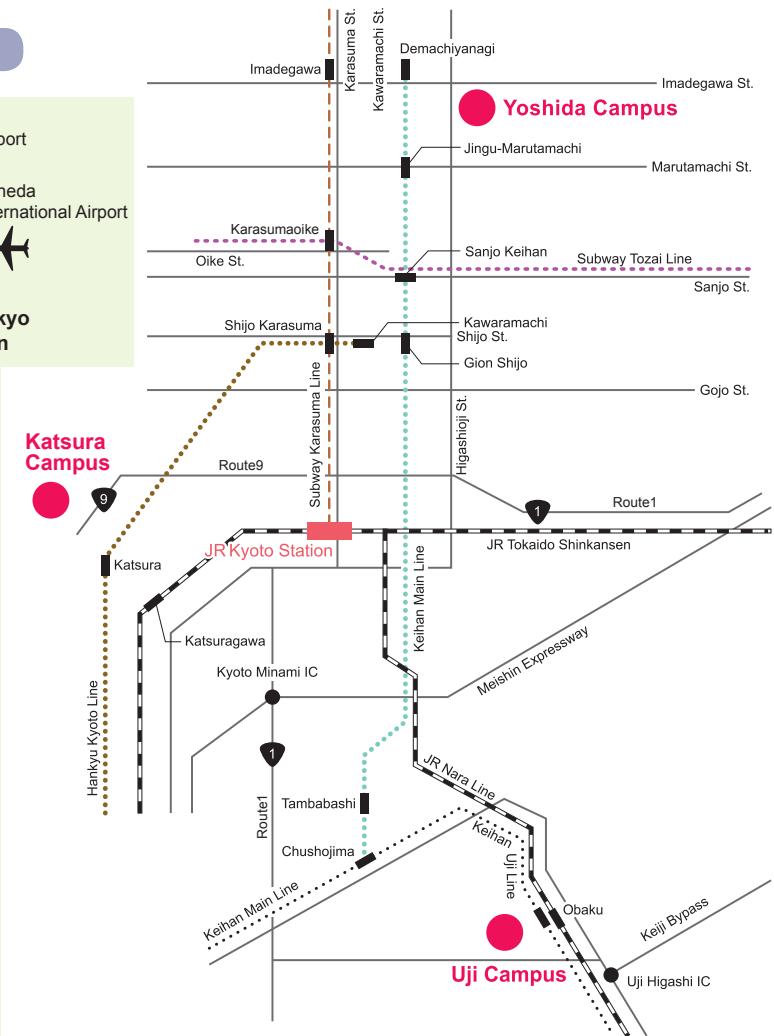 Karasuma St.
Kawaramachi St.
Demachiyanagi
Imadegawa
Imadegawa St.
Yoshida Campus
port
Jingu-Marutamachi
Marutamachi St.
neda
ernational Airport
Karasumaoike
Oike St.
Sanjo Keihan
Subway Tozai Line
Sanjo St.
kyo
n
Shijo Karasuma
Kawaramachi
Shijo St.
Gion Shijo
Gojo St.
Subway Karasuma Line
Higashioji St.
Katsura
Campus
Route9
9
1
Route1
JR Kyoto Station
JR Tokaido Shinkansen
Katsura
Keihan Main Line
Katsuragawa
Kyoto Minami IC
Meishin Expressway
Hankyu Kyoto Line
1
Route1
JR Nara Line
Tambabashi
Keihan
Uji Line
Chushojima
Keihan Main Line
Obaku
Keiji Bypass
Uji Campus
Uji Higashi IC